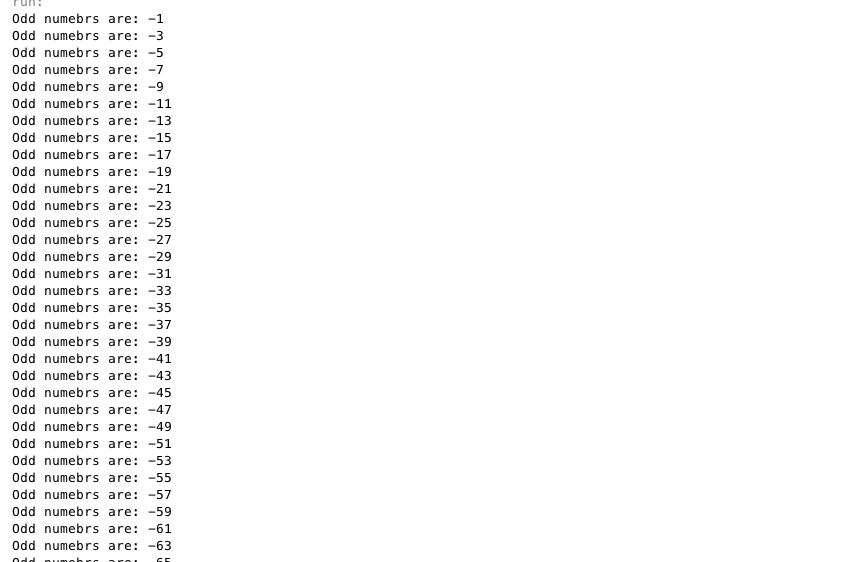 run:
Odd numebrs are: -1
Odd numebrs are: -3
Odd numebrs are: -5
Odd numebrs are: -7
Odd numebrs are: -9
Odd numebrs are: -11
Odd numebrs are: -13
Odd numebrs are: -15
Odd numebrs are: -17
Odd numebrs are: -19
Odd numebrs are: -21
Odd numebrs are: -23
Odd numebrs are: -25
Odd numebrs are: -27
Odd numebrs are: -29
Odd numebrs are: -31
Odd numebrs are: -33
Odd numebrs are: -35
Odd numebrs are: -37
Odd numebrs are: -39
Odd numebrs are: -41
Odd numebrs are: -43
Odd numebrs are: -45
Odd numebrs are: -47
Odd numebrs are: -49
Odd numebrs are: -51
Odd numebrs are: -53
Odd numebrs are: -55
Odd numebrs are: -57
Odd numebrs are: -59
Odd numebrs are: -61
Odd numebrs are: -63
Odd numebrs are: -65